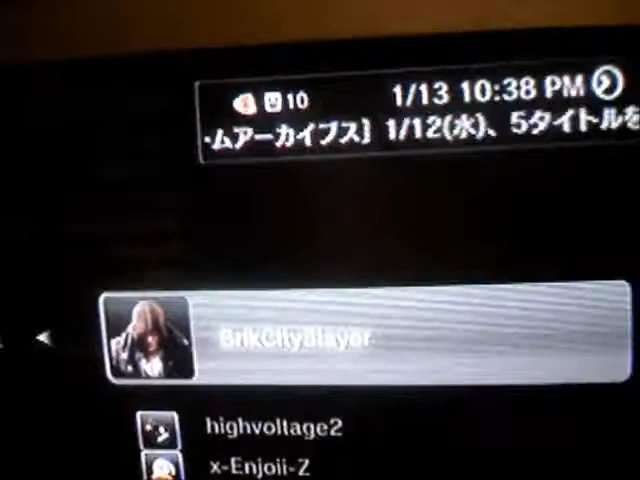 10 1/13 10:38 PM
ムアーカイブス] 1/12(水)、5タイトルを
BrikCitySlayer
highvoltage2
x-Enjoii-Z